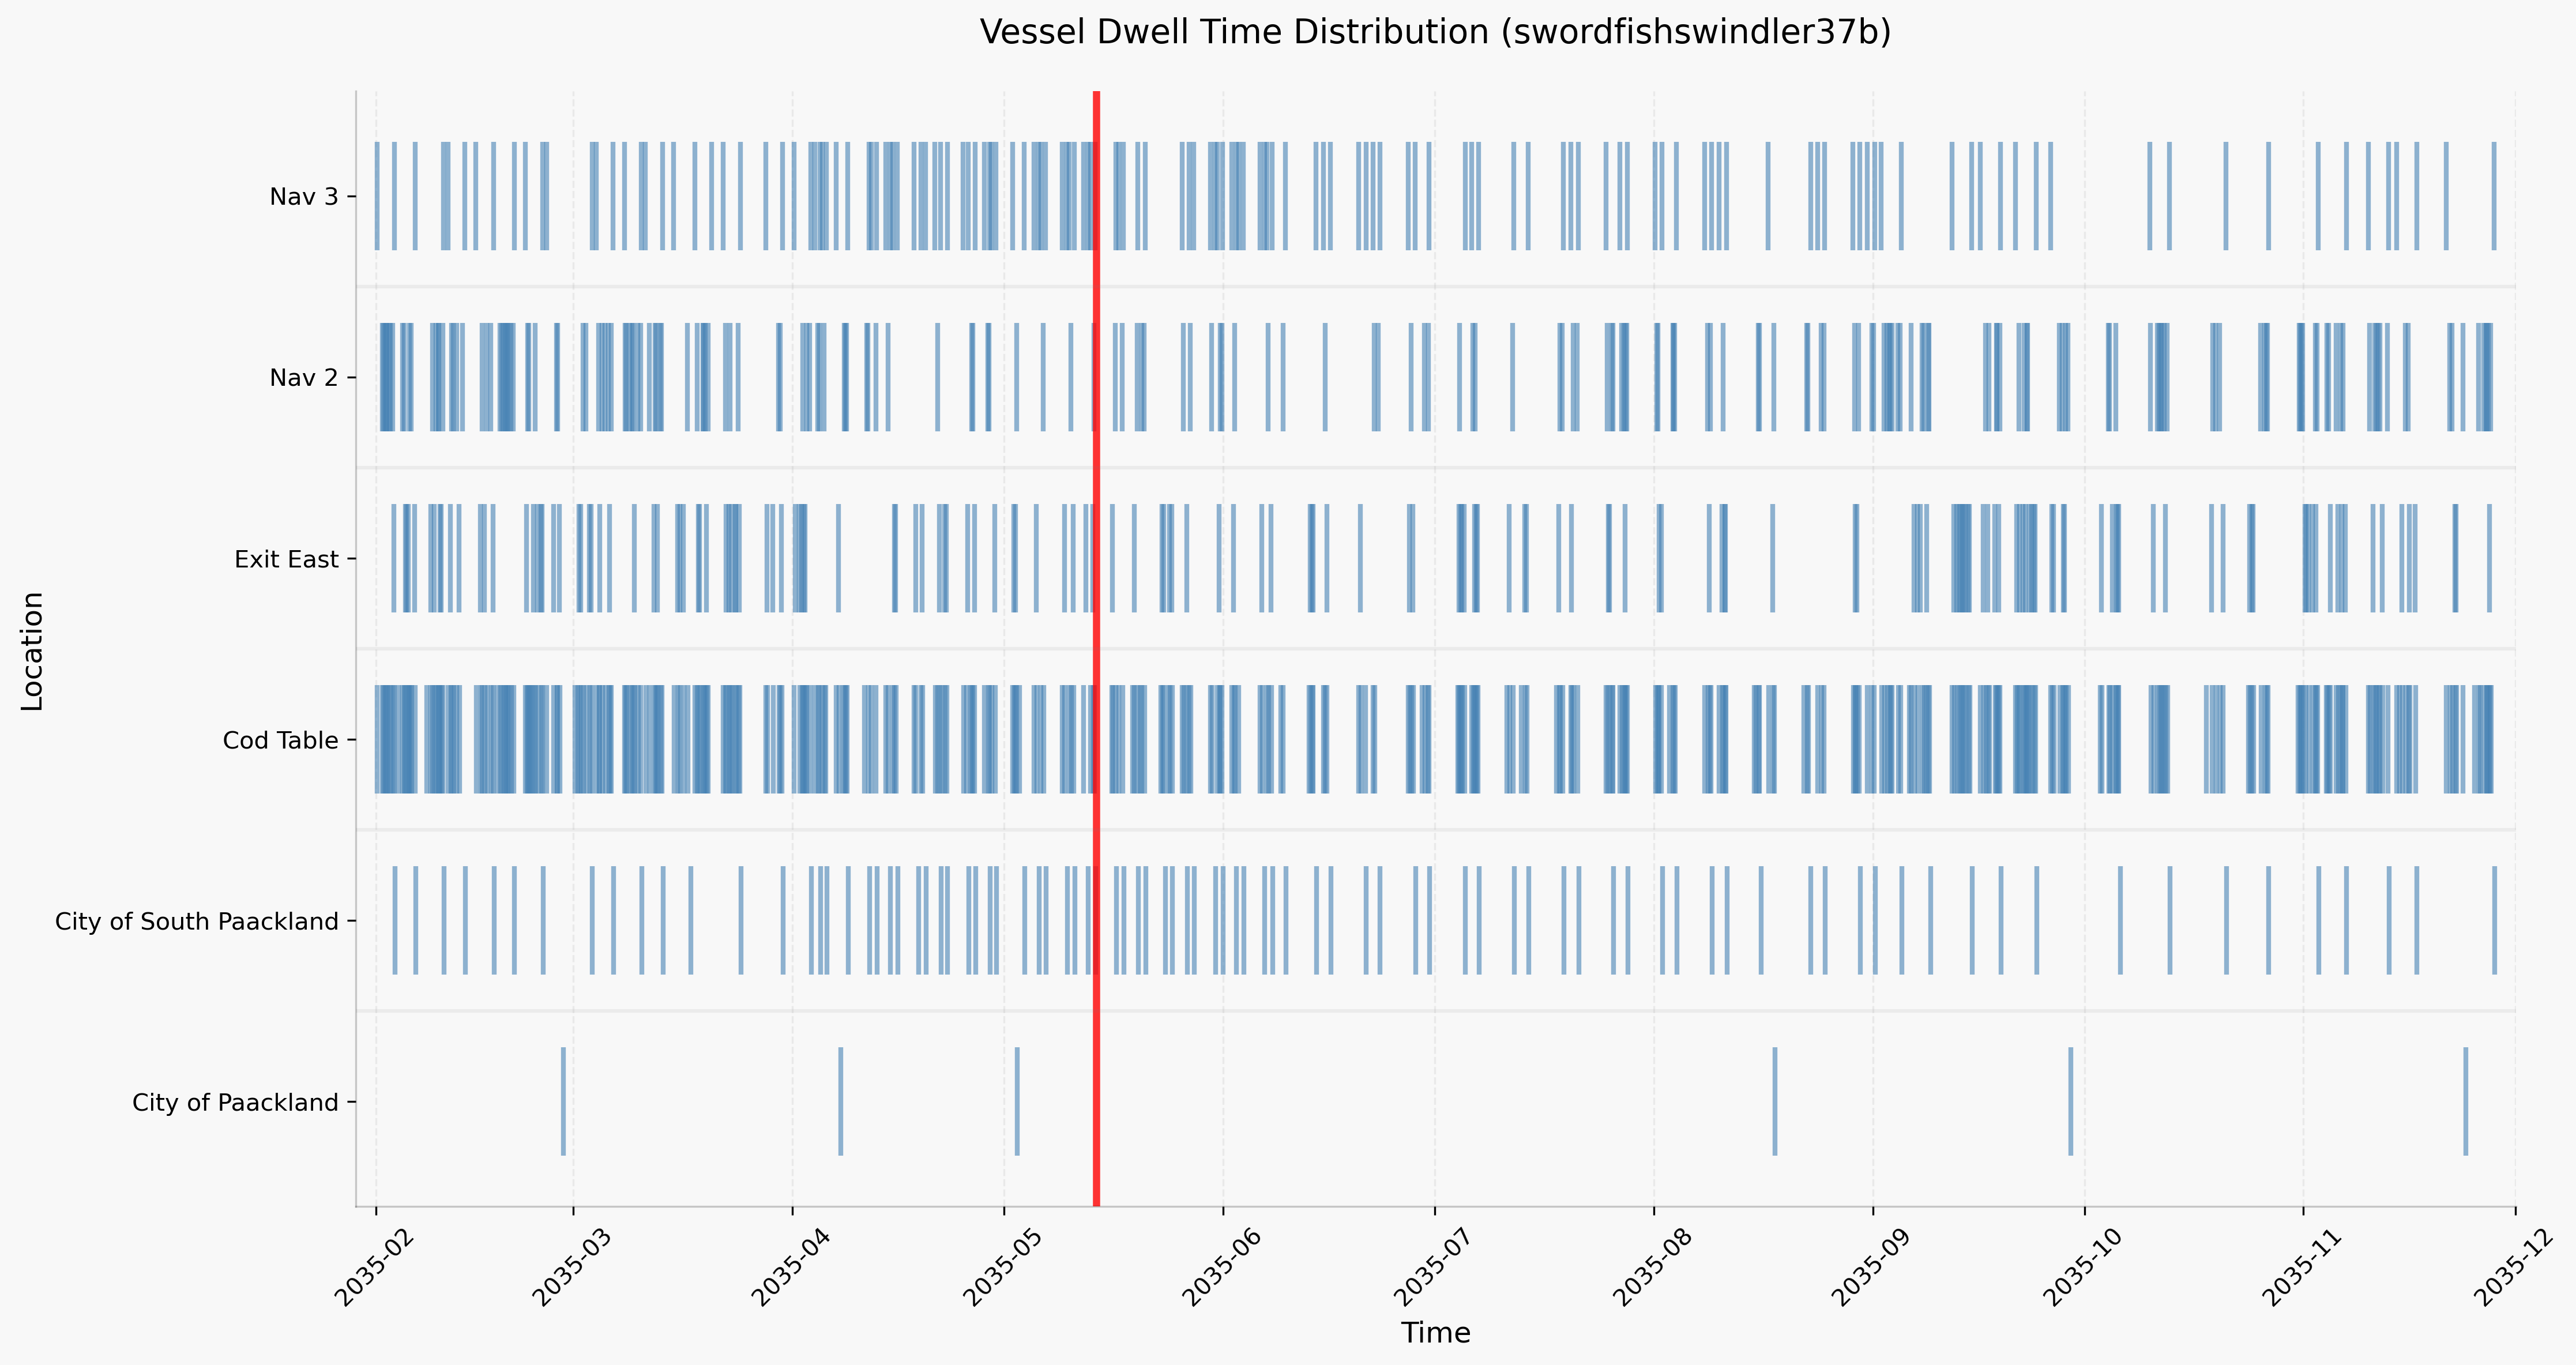 Vessel Dwell Time Distribution (swordfishswindler37b)
Location
Nav 3
Nav 2
Exit East
Cod Table
City of South Paackland
City of Paackland
2035-02
2035-03
2035-04
2035-05
2035-06
2035-07
2035-08
2035-09
2035-10
2035-11
2035-12
Time